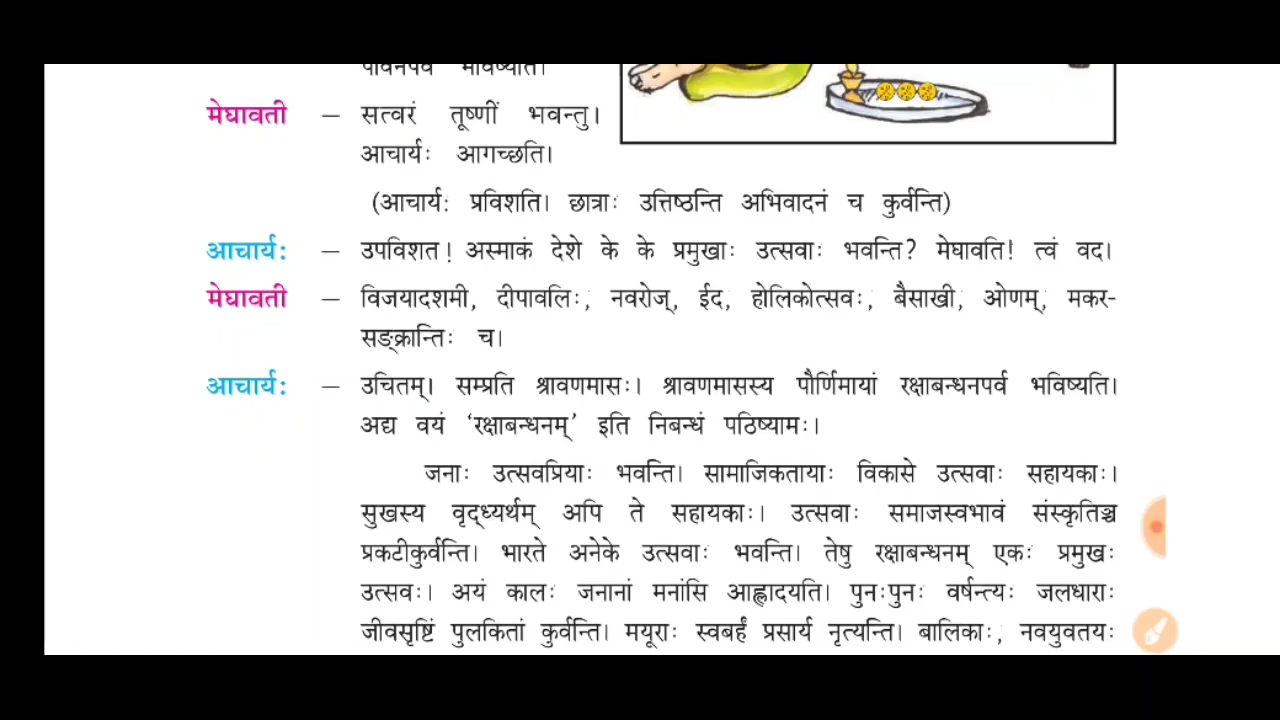 मेघावती – सत्वरं तूष्णीं भवन्तु।
आचार्यः आगच्छति।
(आचार्यः प्रविशति। छात्राः उत्तिष्ठन्ति अभिवादनं च कुर्वन्ति)
आचार्यः – उपविशत! अस्माकं देशे के के प्रमुखाः उत्सवाः भवन्ति? मेघावति! त्वं वद।
मेघावती – विजयादशमी, दीपावलिः, नवरोज्, ईद, होलिकोत्सवः, बैसाखी, ओणम्, मकर-
सङ्क्रान्तिः च।
आचार्यः – उचितम्। सम्प्रति श्रावणमासः। श्रावणमासस्य पौर्णिमायां रक्षाबन्धनपर्व भविष्यति।
अद्य वयं ‘रक्षाबन्धनम्’ इति निबन्धं पठिष्यामः।
जनाः उत्सवप्रियाः भवन्ति। सामाजिकतायाः विकासे उत्सवाः सहायकाः।
सुखस्य वृद्ध्यर्थम् अपि ते सहायकाः। उत्सवाः समाजस्वभावं संस्कृतिञ्च
प्रकटीकुर्वन्ति। भारते अनेके उत्सवाः भवन्ति। तेषु रक्षाबन्धनम् एकः प्रमुखः
उत्सवः। अयं कालः जनानां मनांसि आह्लादयति। पुनःपुनः वर्षन्त्यः जलधाराः
जीवसृष्टिं पुलकितां कुर्वन्ति। मयूराः स्वबर्हं प्रसार्य नृत्यन्ति। बालिकाः, नवयुवतयः